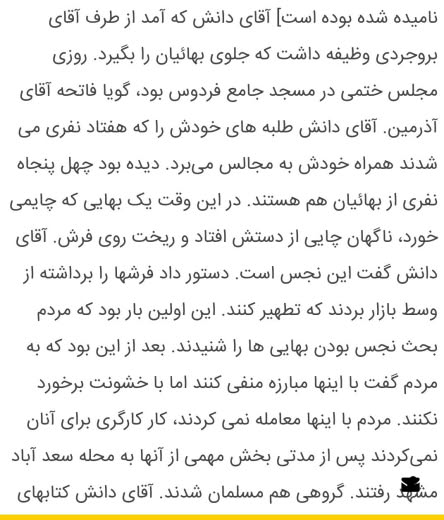 نامیده شده بوده است] آقای دانش که آمد از طرف آقای
بروجردی وظیفه داشت که جلوی بهائیان را بگیرد. روزی
مجلس ختمی در مسجد جامع فردوس بود، گویا فاتحه آقای
آذرمین. آقای دانش طلبه های خودش را که هفتاد نفری می
شدند همراه خودش به مجالس می‌برد. دیده بود چهل پنجاه
نفری از بهائیان هم هستند. در این وقت یک بهایی که چایمی
خورد، ناگهان چایی از دستش افتاد و ریخت روی فرش. آقای
دانش گفت این نجس است. دستور داد فرشها را برداشته از
وسط بازار بردند که تطهیر کنند. این اولین بار بود که مردم
بحث نجس بودن بهایی ها را شنیدند. بعد از این بود که به
مردم گفت با اینها مبارزه منفی کنند اما با خشونت برخورد
نکنند. مردم با اینها معامله نمی کردند، کار کارگری برای آنان
نمی‌کردند پس از مدتی بخش مهمی از آنها به محله سعد آباد
مشهد رفتند. گروهی هم مسلمان شدند. آقای دانش کتابهای